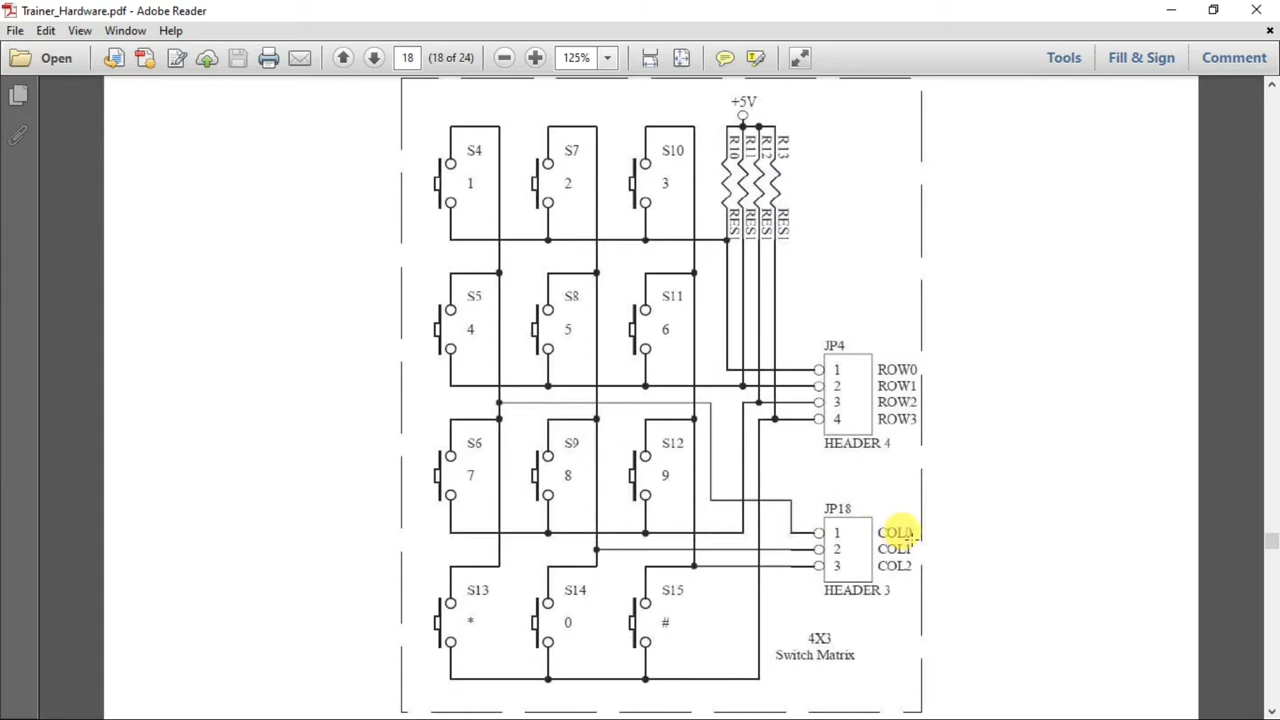 Trainer_Hardware.pdf - Adobe Reader
File Edit View Window Help
Open 18 (18 of 24) 125% Tools Fill & Sign Comment
+5V
R10 R11 R12 R13
S4 S7 S10
1 2 3
RES1 RES1 RES1 RES1
S5 S8 S11
4 5 6
JP4
1 ROW0
2 ROW1
3 ROW2
4 ROW3
HEADER 4
S6 S9 S12
7 8 9
JP18
1 COL0
2 COL1
3 COL2
HEADER 3
S13 S14 S15
* 0 #
4X3
Switch Matrix